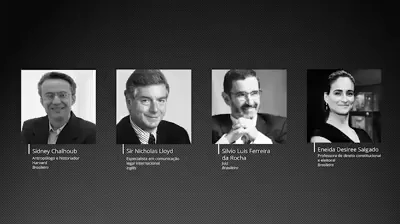 Sidney Chalhoub
Antropólogo e historiador
Harvard
Brasileiro
Sir Nicholas Lloyd
Especialista em comunicação
legal internacional
Inglês
Silvio Luís Ferreira
da Rocha
Juiz
Brasileiro
Eneida Desiree Salgado
Professora de direito constitucional
e eleitoral
Brasileira